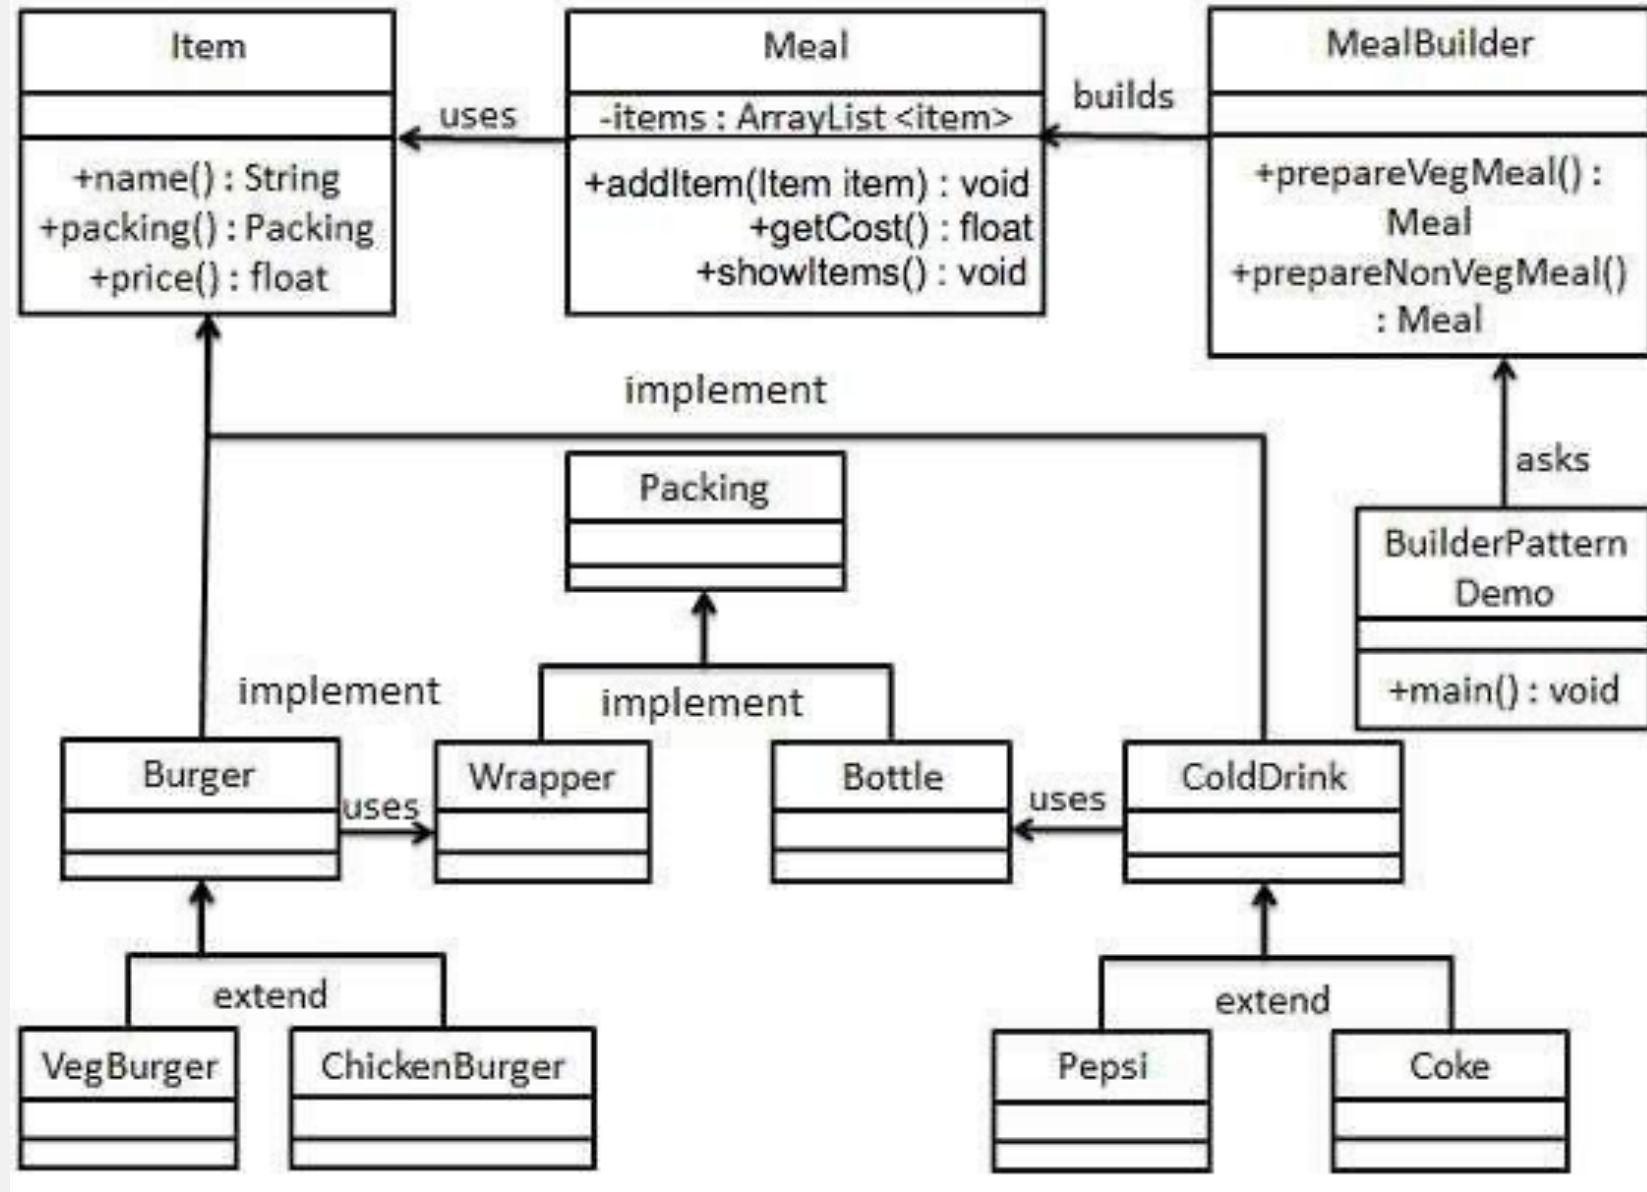 Item
+name() : String
+packing() : Packing
+price() : float
uses
Meal
-items : ArrayList <item>
+addItem(Item item) : void
+getCost() : float
+showItems() : void
builds
MealBuilder
+prepareVegMeal() :
Meal
+prepareNonVegMeal()
: Meal
implement
asks
Packing
BuilderPattern
Demo
+main() : void
implement
implement
Burger
uses
Wrapper
Bottle
uses
ColdDrink
extend
extend
VegBurger
ChickenBurger
Pepsi
Coke